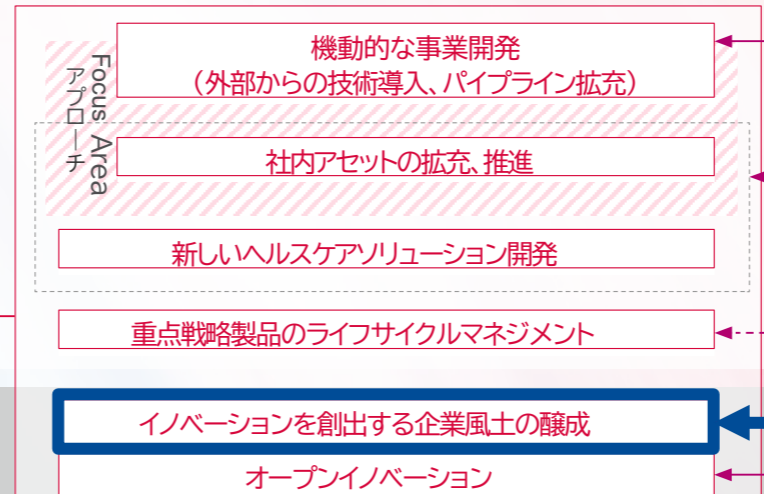 機動的な事業開発
（外部からの技術導入、パイプライン拡充）
Focus Area
アプローチ
社内アセットの拡充、推進
新しいヘルスケアソリューション開発
重点戦略製品のライフサイクルマネジメント
イノベーションを創出する企業風土の醸成
オープンイノベーション